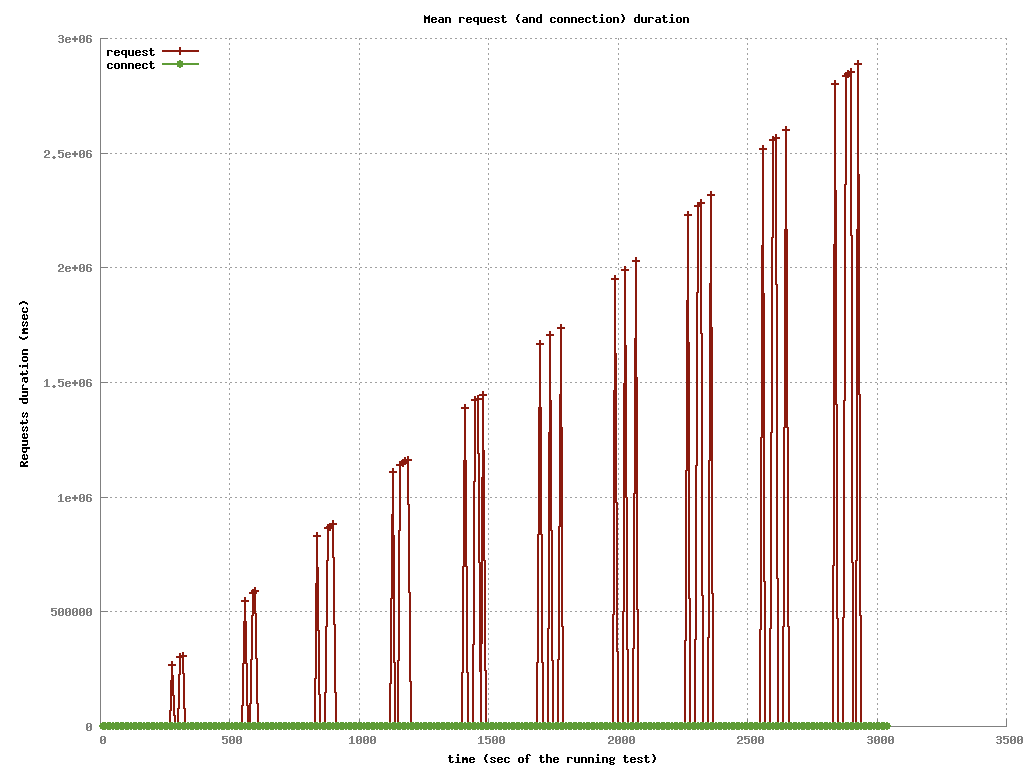 Mean request (and connection) duration
3e+06
request
connect
2.5e+06
2e+06
1.5e+06
1e+06
500000
0
Requests duration (msec)
0 500 1000 1500 2000 2500 3000 3500
time (sec of the running test)